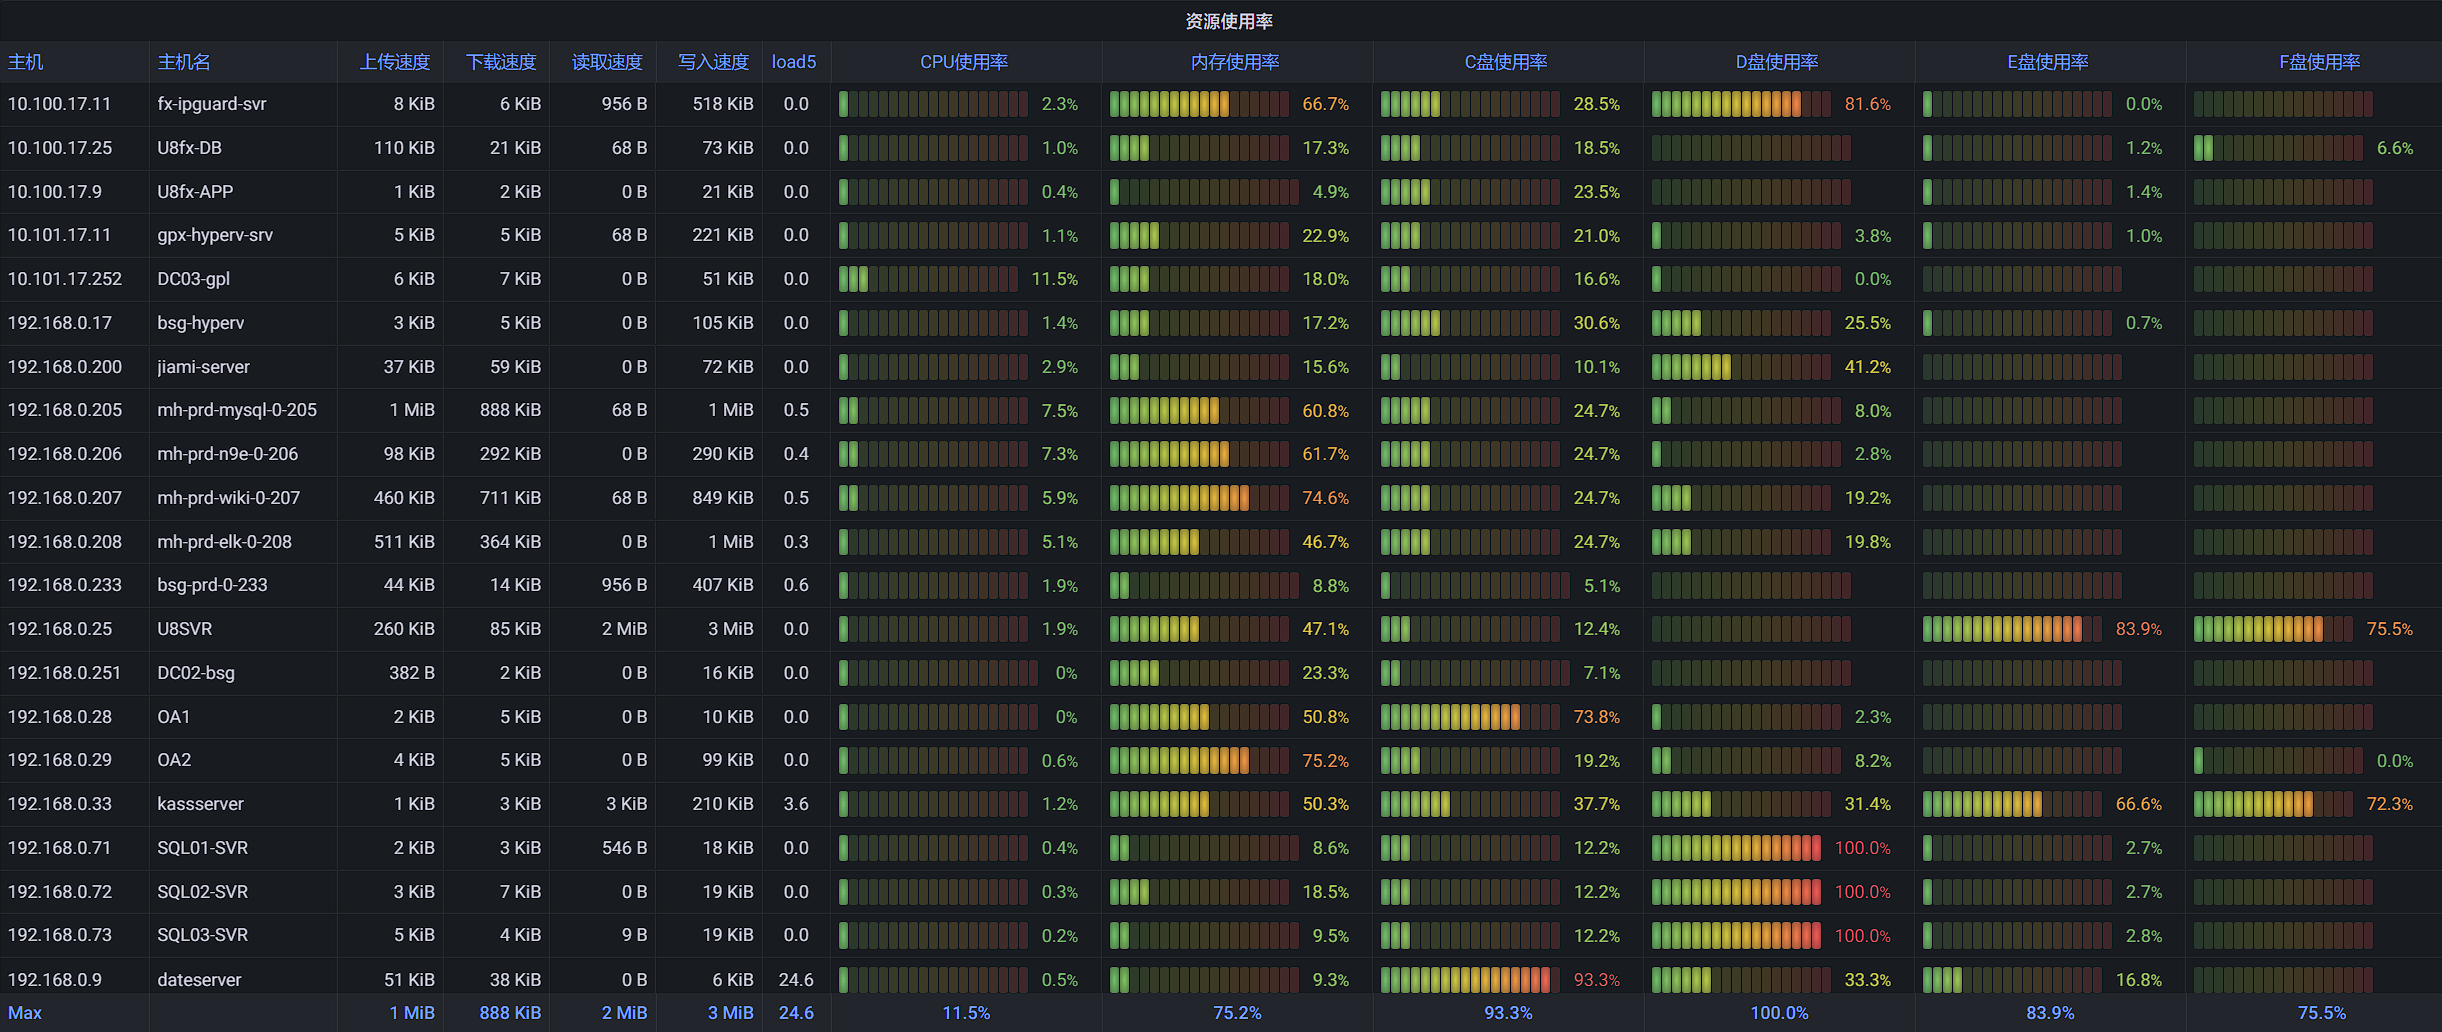 资源使用率
主机 主机名 上传速度 下载速度 读取速度 写入速度 load5 CPU使用率 内存使用率 C盘使用率 D盘使用率 E盘使用率 F盘使用率
10.100.17.11 fx-ipguard-svr 8 KiB 6 KiB 956 B 518 KiB 0.0 2.3% 66.7% 28.5% 81.6% 0.0%
10.100.17.25 U8fx-DB 110 KiB 21 KiB 68 B 73 KiB 0.0 1.0% 17.3% 18.5% 1.2% 6.6%
10.100.17.9 U8fx-APP 1 KiB 2 KiB 0 B 21 KiB 0.0 0.4% 4.9% 23.5% 1.4%
10.101.17.11 gpx-hyperv-srv 5 KiB 5 KiB 68 B 221 KiB 0.0 1.1% 22.9% 21.0% 3.8% 1.0%
10.101.17.252 DC03-gpl 6 KiB 7 KiB 0 B 51 KiB 0.0 11.5% 18.0% 16.6% 0.0%
192.168.0.17 bsg-hyperv 3 KiB 5 KiB 0 B 105 KiB 0.0 1.4% 17.2% 30.6% 25.5% 0.7%
192.168.0.200 jiami-server 37 KiB 59 KiB 0 B 72 KiB 0.0 2.9% 15.6% 10.1% 41.2%
192.168.0.205 mh-prd-mysql-0-205 1 MiB 888 KiB 68 B 1 MiB 0.5 7.5% 60.8% 24.7% 8.0%
192.168.0.206 mh-prd-n9e-0-206 98 KiB 292 KiB 0 B 290 KiB 0.4 7.3% 61.7% 24.7% 2.8%
192.168.0.207 mh-prd-wiki-0-207 460 KiB 711 KiB 68 B 849 KiB 0.5 5.9% 74.6% 24.7% 19.2%
192.168.0.208 mh-prd-elk-0-208 511 KiB 364 KiB 0 B 1 MiB 0.3 5.1% 46.7% 24.7% 19.8%
192.168.0.233 bsg-prd-0-233 44 KiB 14 KiB 956 B 407 KiB 0.6 1.9% 8.8% 5.1%
192.168.0.25 U8SVR 260 KiB 85 KiB 2 MiB 3 MiB 0.0 1.9% 47.1% 12.4% 83.9% 75.5%
192.168.0.251 DC02-bsg 382 B 2 KiB 0 B 16 KiB 0.0 0% 23.3% 7.1%
192.168.0.28 OA1 2 KiB 5 KiB 0 B 10 KiB 0.0 0% 50.8% 73.8% 2.3%
192.168.0.29 OA2 4 KiB 5 KiB 0 B 99 KiB 0.0 0.6% 75.2% 19.2% 8.2% 0.0%
192.168.0.33 kassserver 1 KiB 3 KiB 3 KiB 210 KiB 3.6 1.2% 50.3% 37.7% 31.4% 66.6% 72.3%
192.168.0.71 SQL01-SVR 2 KiB 3 KiB 546 B 18 KiB 0.0 0.4% 8.6% 12.2% 100.0% 2.7%
192.168.0.72 SQL02-SVR 3 KiB 7 KiB 0 B 19 KiB 0.0 0.3% 18.5% 12.2% 100.0% 2.7%
192.168.0.73 SQL03-SVR 5 KiB 4 KiB 9 B 19 KiB 0.0 0.2% 9.5% 12.2% 100.0% 2.8%
192.168.0.9 dateserver 51 KiB 38 KiB 0 B 6 KiB 24.6 0.5% 9.3% 93.3% 33.3% 16.8%
Max 1 MiB 888 KiB 2 MiB 3 MiB 24.6 11.5% 75.2% 93.3% 100.0% 83.9% 75.5%